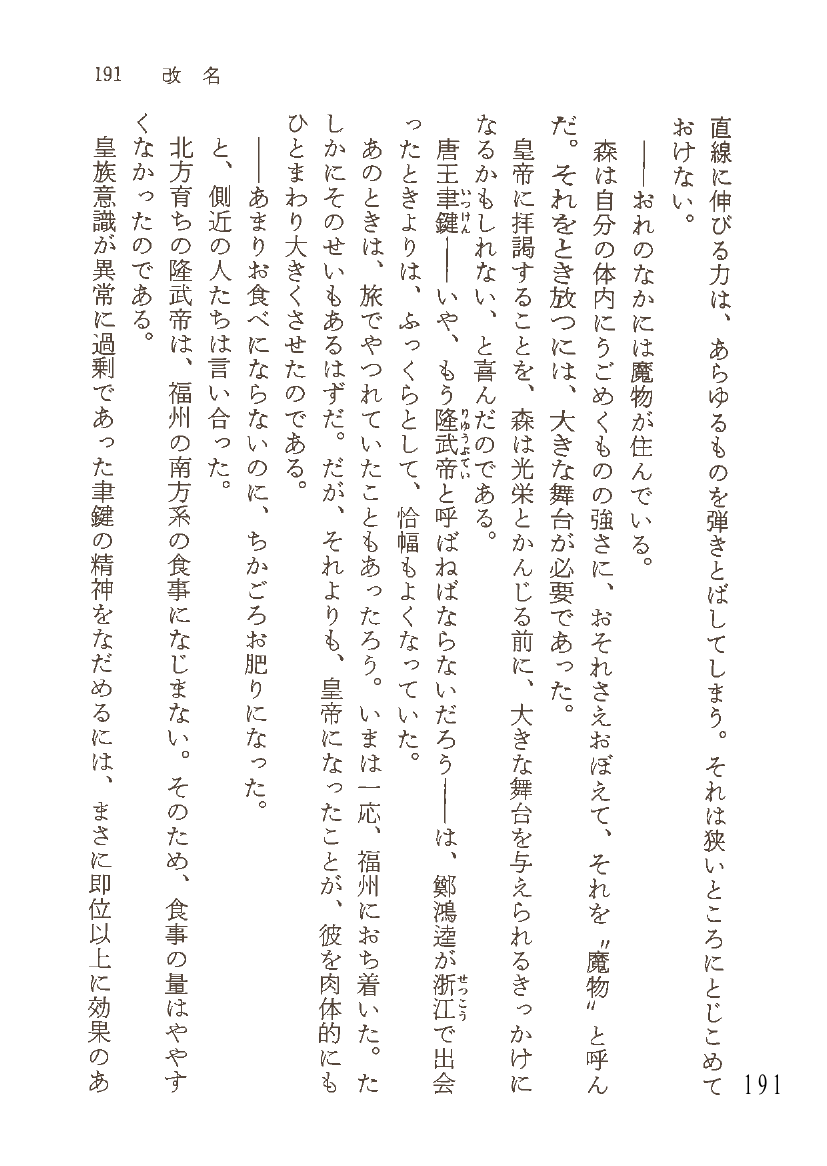 191　改　名
直線に伸びる力は、あらゆるものを弾きとばしてしまう。それは狭いところにとじこめて
おけない。
――おれのなかには魔物が住んでいる。
森は自分の体内にうごめくものの強さに、おそれさえおぼえて、それを〝魔物〟と呼ん
だ。それをとき放つには、大きな舞台が必要であった。
皇帝に拝謁することを、森は光栄とかんじる前に、大きな舞台を与えられるきっかけに
なるかもしれない、と喜んだのである。
唐王聿鍵――いや、もう隆武帝と呼ばねばならないだろう――は、鄭鴻逵が浙江で出会
いつけん
りゆうぶてい
せつこう
ったときよりは、ふっくらとして、恰幅もよくなっていた。
あのときは、旅でやつれていたこともあったろう。いまは一応、福州におち着いた。た
しかにそのせいもあるはずだ。だが、それよりも、皇帝になったことが、彼を肉体的にも
ひとまわり大きくさせたのである。
――あまりお食べにならないのに、ちかごろお肥りになった。
と、側近の人たちは言い合った。
北方育ちの隆武帝は、福州の南方系の食事になじまない。そのため、食事の量はややす
くなかったのである。
皇族意識が異常に過剰であった聿鍵の精神をなだめるには、まさに即位以上に効果のあ
191